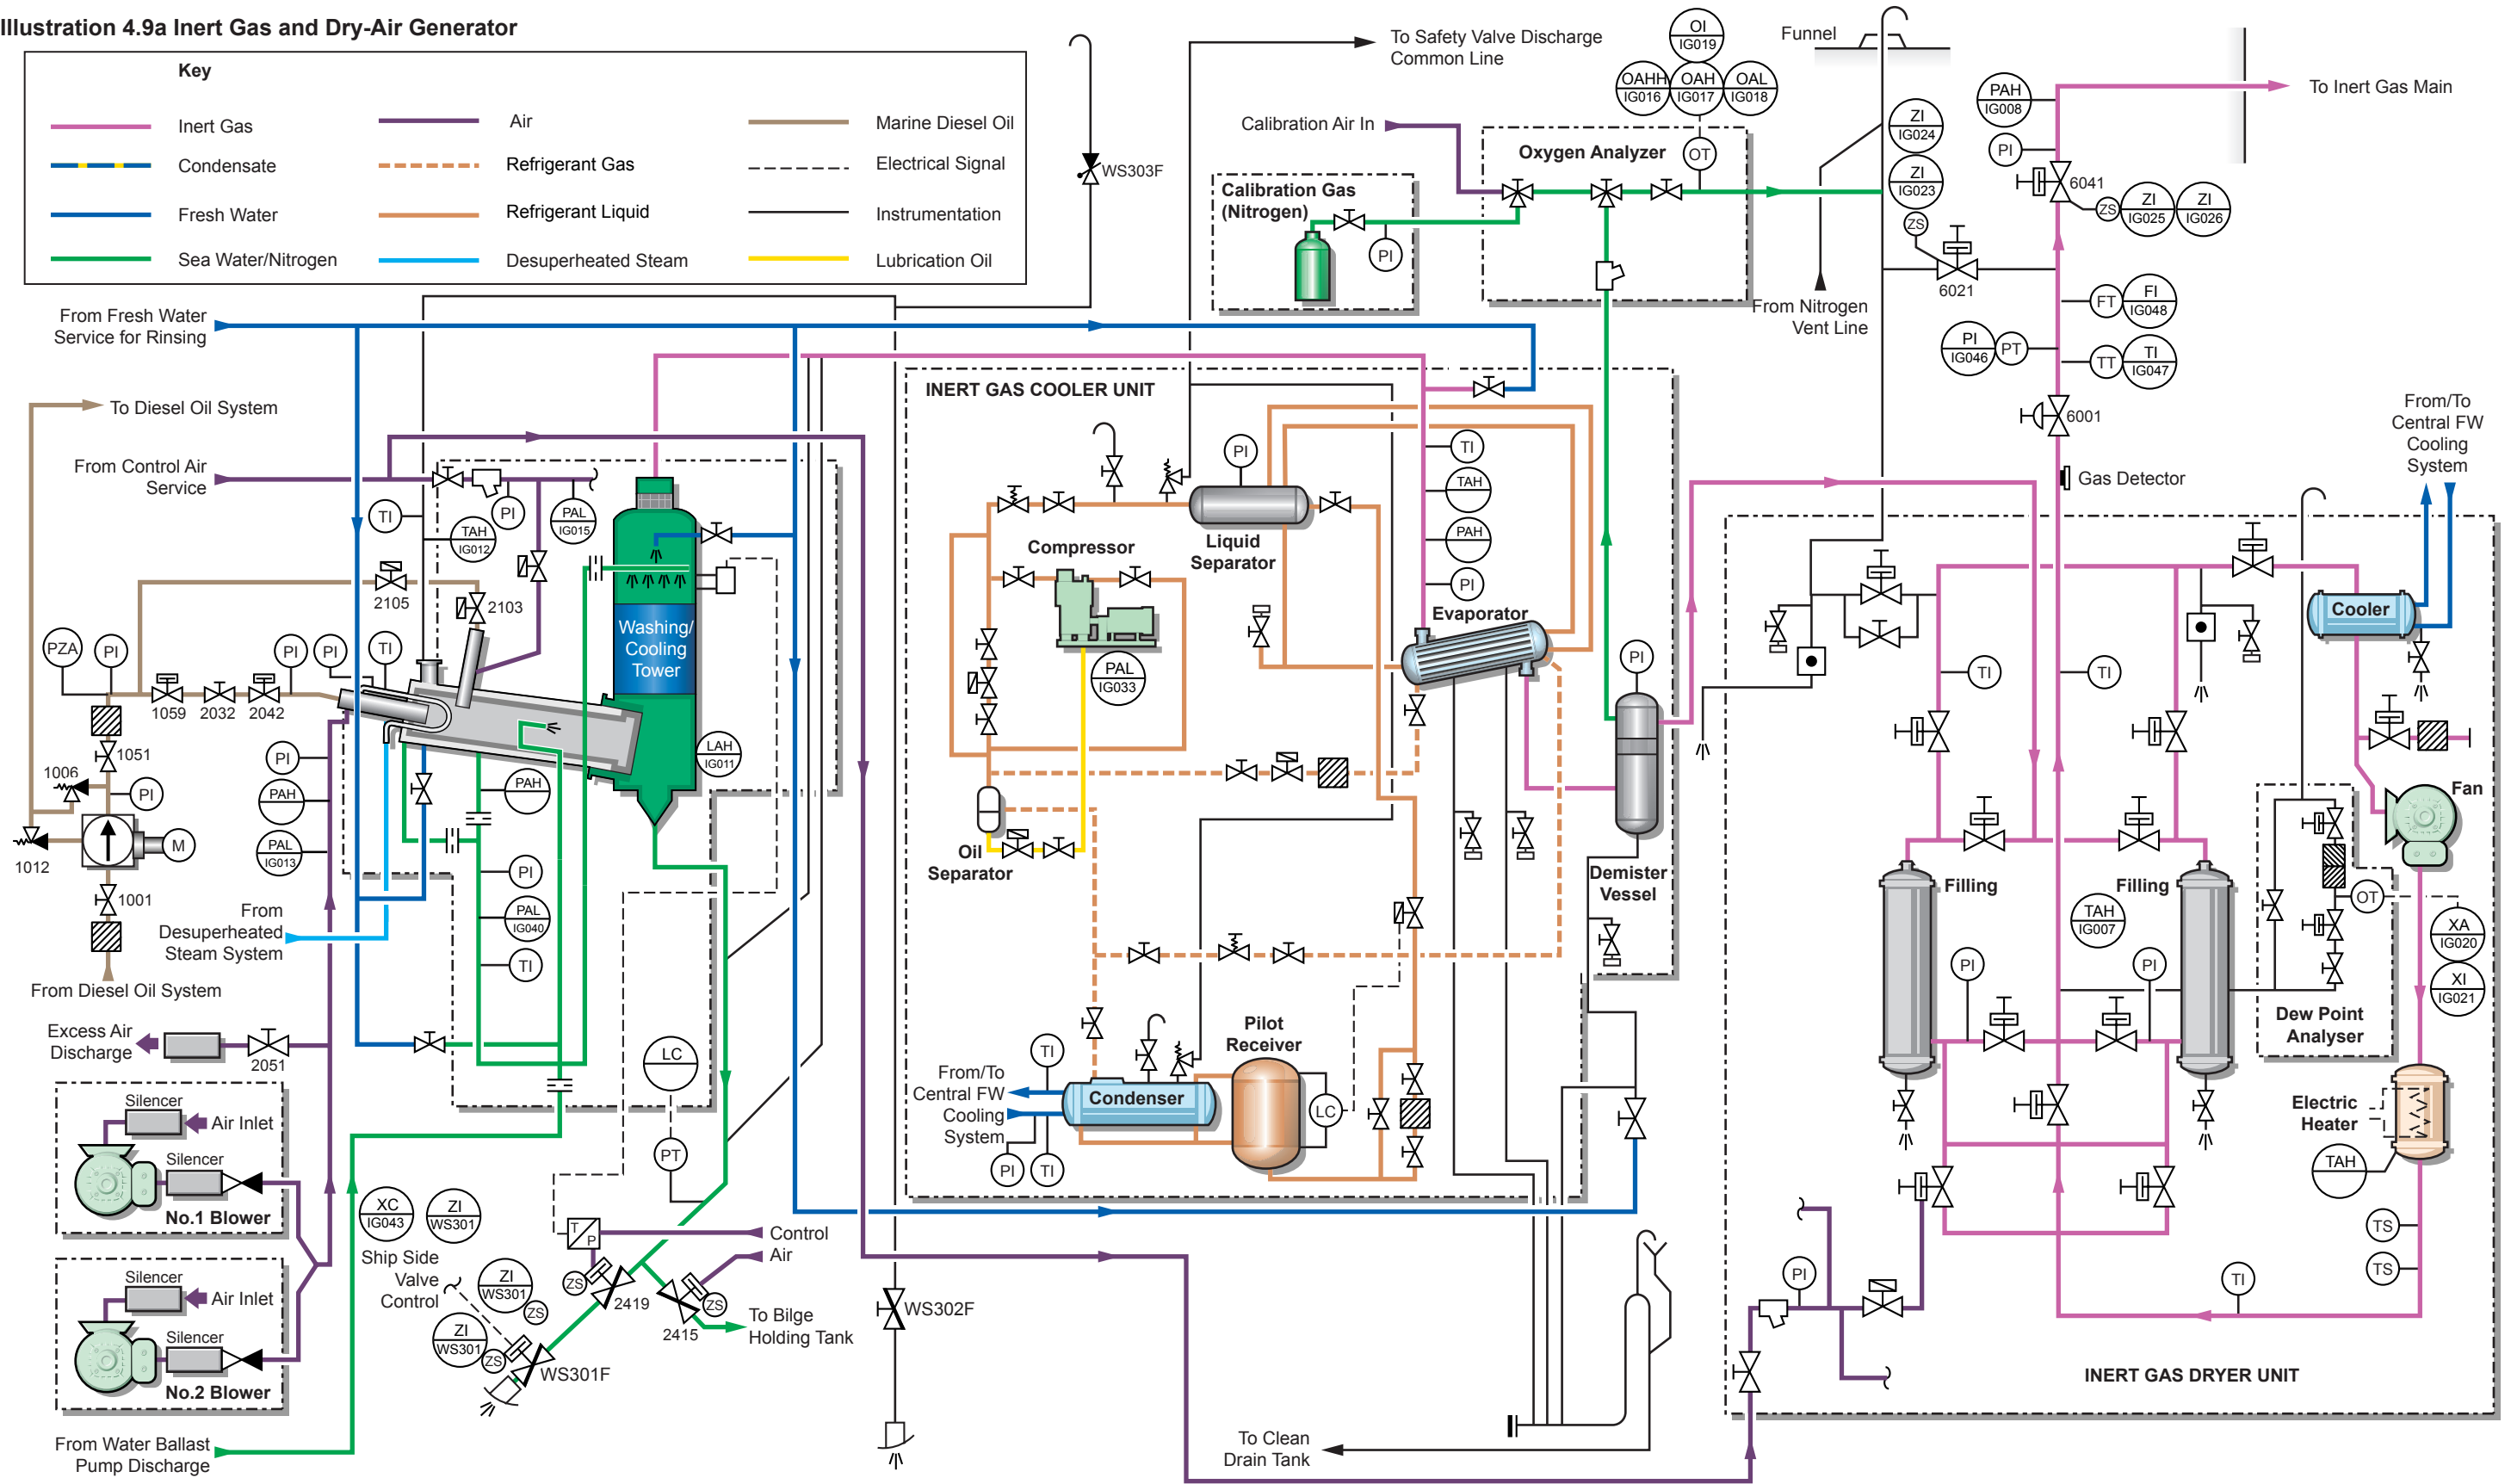 Illustration 4.9a Inert Gas and Dry-Air Generator
Key
Inert Gas
Air
Marine Diesel Oil
Condensate
Refrigerant Gas
Electrical Signal
Fresh Water
Refrigerant Liquid
Instrumentation
Sea Water/Nitrogen
Desuperheated Steam
Lubrication Oil
WS303F
To Safety Valve Discharge
Common Line
OI
IG019
OAHH
IG016
OAH
IG017
OAL
IG018
Calibration Air In
Oxygen Analyzer
OT
Calibration Gas
(Nitrogen)
PI
Funnel
ZI
IG024
ZI
IG023
ZS
6021
From Nitrogen
Vent Line
PAH
IG008
PI
6041
ZS
ZI
IG025
ZI
IG026
To Inert Gas Main
FT
FI
IG048
PI
IG046
PT
TT
TI
IG047
6001
Gas Detector
From/To
Central FW
Cooling
System
From Fresh Water
Service for Rinsing
To Diesel Oil System
From Control Air
Service
TI
TAH
IG012
PI
PAL
IG015
2105
2103
PZA
PI
PI
PI
TI
1059
2032
2042
1051
1006
PI
1012
M
1001
From Diesel Oil System
PI
PAH
PAL
IG013
From
Desuperheated
Steam System
Washing/
Cooling
Tower
LAH
IG011
PAH
PI
PAL
IG040
TI
Excess Air
Discharge
2051
Silencer
Air Inlet
Silencer
No.1 Blower
Silencer
Air Inlet
Silencer
No.2 Blower
From Water Ballast
Pump Discharge
LC
PT
XC
IG043
ZI
WS301
Ship Side
Valve
Control
ZI
WS301
ZS
ZI
WS301
ZS
WS301F
T
P
Control
Air
ZS
2419
ZS
2415
To Bilge
Holding Tank
WS302F
INERT GAS COOLER UNIT
PI
Liquid
Separator
Compressor
PAL
IG033
TI
TAH
PAH
PI
Evaporator
Oil
Separator
PI
Demister
Vessel
Pilot
Receiver
LC
TI
From/To
Central FW
Cooling
System
Condenser
PI
TI
To Clean
Drain Tank
TI
TI
Cooler
Fan
Filling
Filling
TAH
IG007
PI
PI
OT
XA
IG020
XI
IG021
Dew Point
Analyser
Electric
Heater
TAH
TS
TS
TI
PI
INERT GAS DRYER UNIT